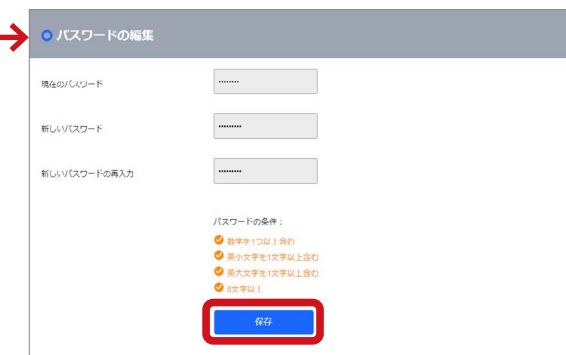 パスワードの編集
現在のパスワード
••••••••
新しいパスワード
•••••••••
新しいパスワードの再入力
•••••••••
パスワードの条件：
数字を1つ以上含む
英小文字を1文字以上含む
英大文字を1文字以上含む
8文字以上
保存